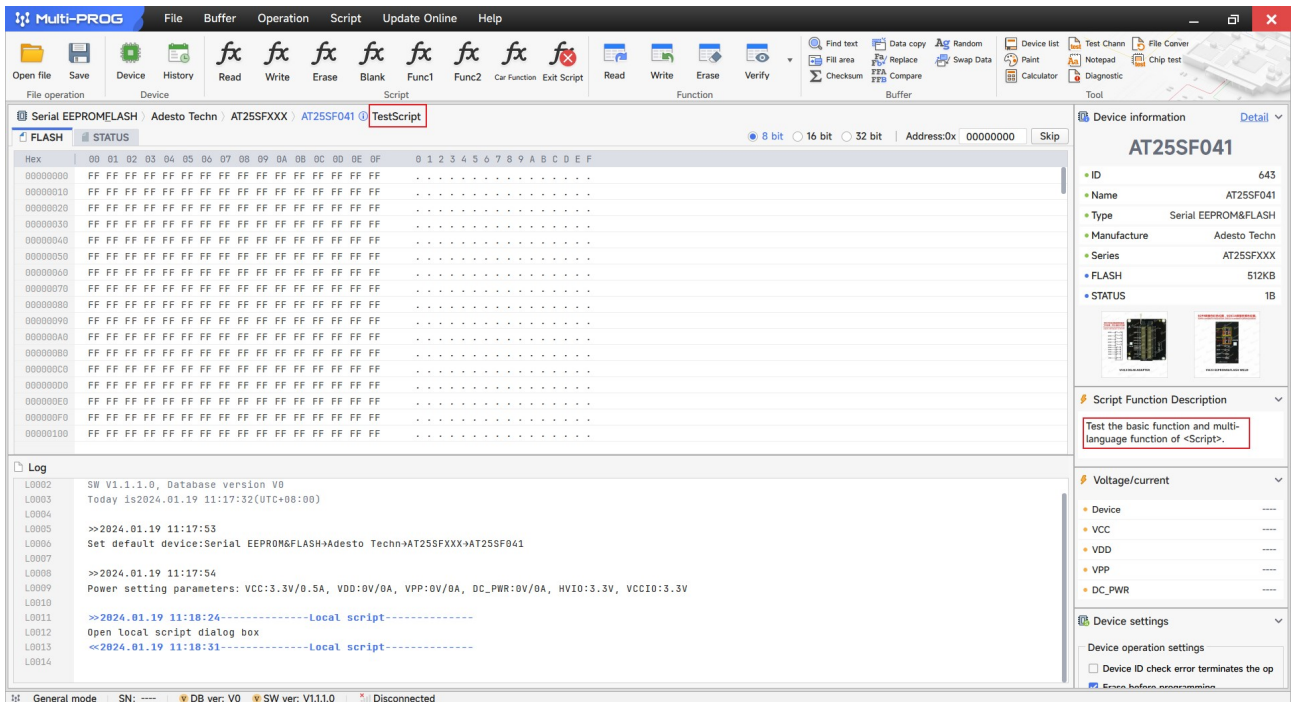 Multi-PROG File Buffer Operation Script Update Online Help
Open file Save Device History Read Write Erase Blank Func1 Func2 Car Function Exit Script Read Write Erase Verify
Find text Data copy Random
Fill area Replace Swap Data
Checksum Compare
Device list Test Chann File Conver
Paint Notepad Chip test
Calculator Diagnostic
File operation Device Script Function Buffer Tool
Serial EEPROMFLASH Adesto Techn AT25SFXXX AT25SF041 TestScript
FLASH STATUS 8 bit 16 bit 32 bit Address:0x 00000000 Skip
Hex 00 01 02 03 04 05 06 07 08 09 0A 0B 0C 0D 0E 0F 0 1 2 3 4 5 6 7 8 9 A B C D E F
00000000 FF FF FF FF FF FF FF FF FF FF FF FF FF FF FF FF . . . . . . . . . . . . . . . .
00000010 FF FF FF FF FF FF FF FF FF FF FF FF FF FF FF FF . . . . . . . . . . . . . . . .
00000020 FF FF FF FF FF FF FF FF FF FF FF FF FF FF FF FF . . . . . . . . . . . . . . . .
00000030 FF FF FF FF FF FF FF FF FF FF FF FF FF FF FF FF . . . . . . . . . . . . . . . .
00000040 FF FF FF FF FF FF FF FF FF FF FF FF FF FF FF FF . . . . . . . . . . . . . . . .
00000050 FF FF FF FF FF FF FF FF FF FF FF FF FF FF FF FF . . . . . . . . . . . . . . . .
00000060 FF FF FF FF FF FF FF FF FF FF FF FF FF FF FF FF . . . . . . . . . . . . . . . .
00000070 FF FF FF FF FF FF FF FF FF FF FF FF FF FF FF FF . . . . . . . . . . . . . . . .
00000080 FF FF FF FF FF FF FF FF FF FF FF FF FF FF FF FF . . . . . . . . . . . . . . . .
00000090 FF FF FF FF FF FF FF FF FF FF FF FF FF FF FF FF . . . . . . . . . . . . . . . .
000000A0 FF FF FF FF FF FF FF FF FF FF FF FF FF FF FF FF . . . . . . . . . . . . . . . .
000000B0 FF FF FF FF FF FF FF FF FF FF FF FF FF FF FF FF . . . . . . . . . . . . . . . .
000000C0 FF FF FF FF FF FF FF FF FF FF FF FF FF FF FF FF . . . . . . . . . . . . . . . .
000000D0 FF FF FF FF FF FF FF FF FF FF FF FF FF FF FF FF . . . . . . . . . . . . . . . .
000000E0 FF FF FF FF FF FF FF FF FF FF FF FF FF FF FF FF . . . . . . . . . . . . . . . .
000000F0 FF FF FF FF FF FF FF FF FF FF FF FF FF FF FF FF . . . . . . . . . . . . . . . .
00000100 FF FF FF FF FF FF FF FF FF FF FF FF FF FF FF FF . . . . . . . . . . . . . . . .
Log
L0002 SW V1.1.1.0, Database version V0
L0003 Today is2024.01.19 11:17:32(UTC+08:00)
L0004
L0005 >>2024.01.19 11:17:53
L0006 Set default device:Serial EEPROM&FLASH→Adesto Techn→AT25SFXXX→AT25SF041
L0007
L0008 >>2024.01.19 11:17:54
L0009 Power setting parameters: VCC:3.3V/0.5A, VDD:0V/0A, VPP:0V/0A, DC_PWR:0V/0A, HVIO:3.3V, VCCIO:3.3V
L0010
L0011 >>2024.01.19 11:18:24--------------Local script--------------
L0012 Open local script dialog box
L0013 <<2024.01.19 11:18:31--------------Local script--------------
L0014
Device information Detail
AT25SF041
ID 643
Name AT25SF041
Type Serial EEPROM&FLASH
Manufacture Adesto Techn
Series AT25SFXXX
FLASH 512KB
STATUS 1B
Script Function Description
Test the basic function and multi-
language function of <Script>.
Voltage/current
Device ----
VCC ----
VDD ----
VPP ----
DC_PWR ----
Device settings
Device operation settings
Device ID check error terminates the op
Erase before programming
General mode SN: ---- DB ver: V0 SW ver: V1.1.1.0 Disconnected